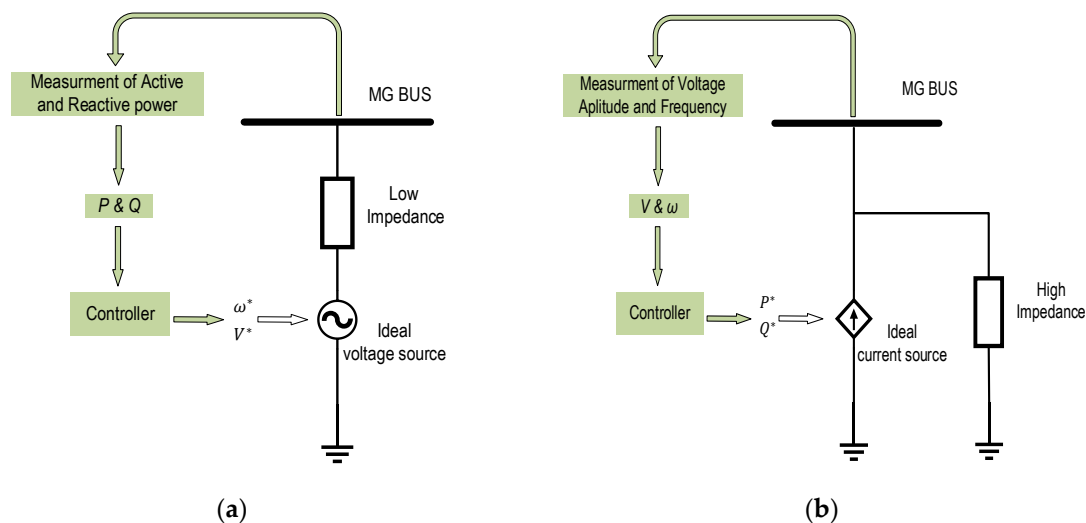 Measurment of Active
and Reactive power
MG BUS
P & Q
Low
Impedance
Controller
ω*
V*
Ideal
voltage source
(a)
Measurment of Voltage
Aplitude and Frequency
MG BUS
V & ω
Controller
P*
Q*
Ideal
current source
High
Impedance
(b)